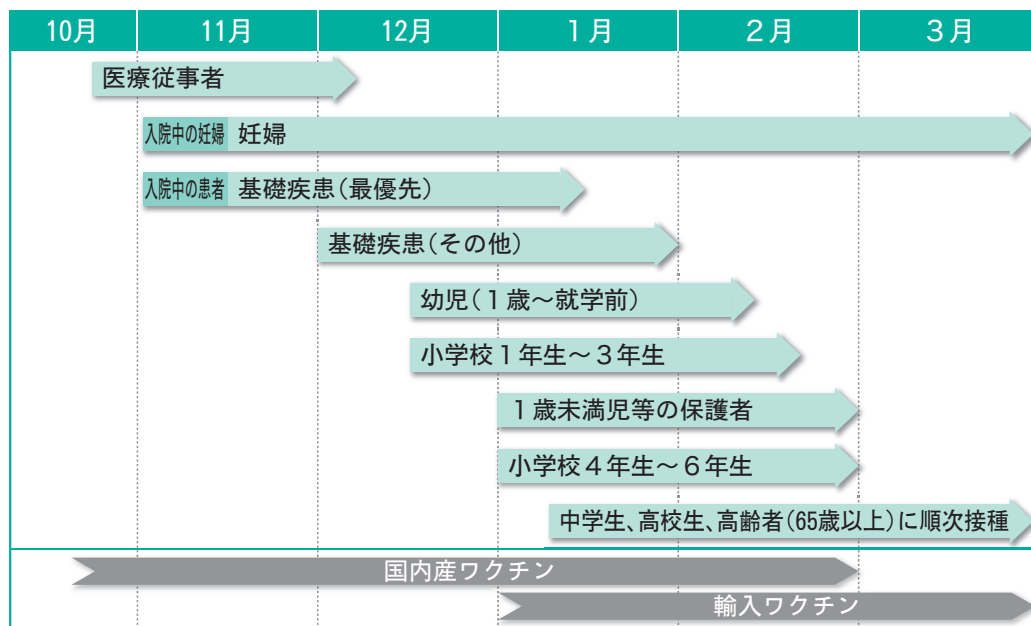 10月 11月 12月 1月 2月 3月
医療従事者
入院中の妊婦 妊婦
入院中の患者 基礎疾患(最優先)
基礎疾患(その他)
幼児(1歳〜就学前)
小学校1年生〜3年生
1歳未満児等の保護者
小学校4年生〜6年生
中学生、高校生、高齢者(65歳以上)に順次接種
国内産ワクチン
輸入ワクチン